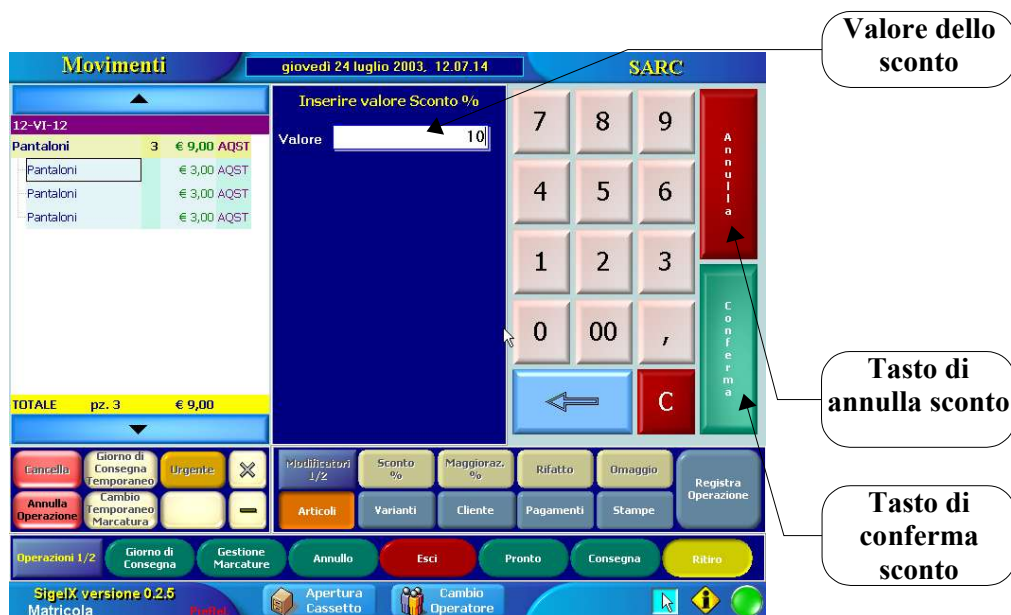 Valore dello
sconto
Movimenti
giovedì 24 luglio 2003, 12.07.14
SARC
12-VI-12
Pantaloni 3 € 9,00 AQST
Pantaloni € 3,00 AQST
Pantaloni € 3,00 AQST
Pantaloni € 3,00 AQST
TOTALE pz. 3 € 9,00
Inserire valore Sconto %
Valore 10
7 8 9
4 5 6
1 2 3
0 00 ,
C
Annulla
Conferma
Tasto di
annulla sconto
Tasto di
conferma
sconto
Cancella
Giorno di
Consegna
Temporaneo
Urgente
Annulla
Operazione
Cambio
Temporaneo
Marcatura
Modificatori
1/2
Sconto
%
Maggioraz.
%
Rifatto
Omaggio
Registra
Operazione
Articoli
Varianti
Cliente
Pagamenti
Stampe
Operazioni 1/2
Giorno di
Consegna
Gestione
Marcature
Annullo
Esci
Pronto
Consegna
Ritiro
SigelX versione 0.2.5
Matricola
Apertura
Cassetto
Cambio
Operatore